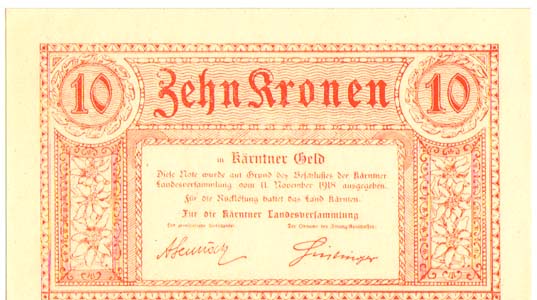 10 Zehn Kronen 10
in Kärntner Geld
Diese Note wurde auf Grund des Beschlusses der Kärntner
Landesversammlung vom 11. November 1918 ausgegeben.
Für die Einlösung haftet das Land Kärnten.
Für die Kärntner Landesversammlung